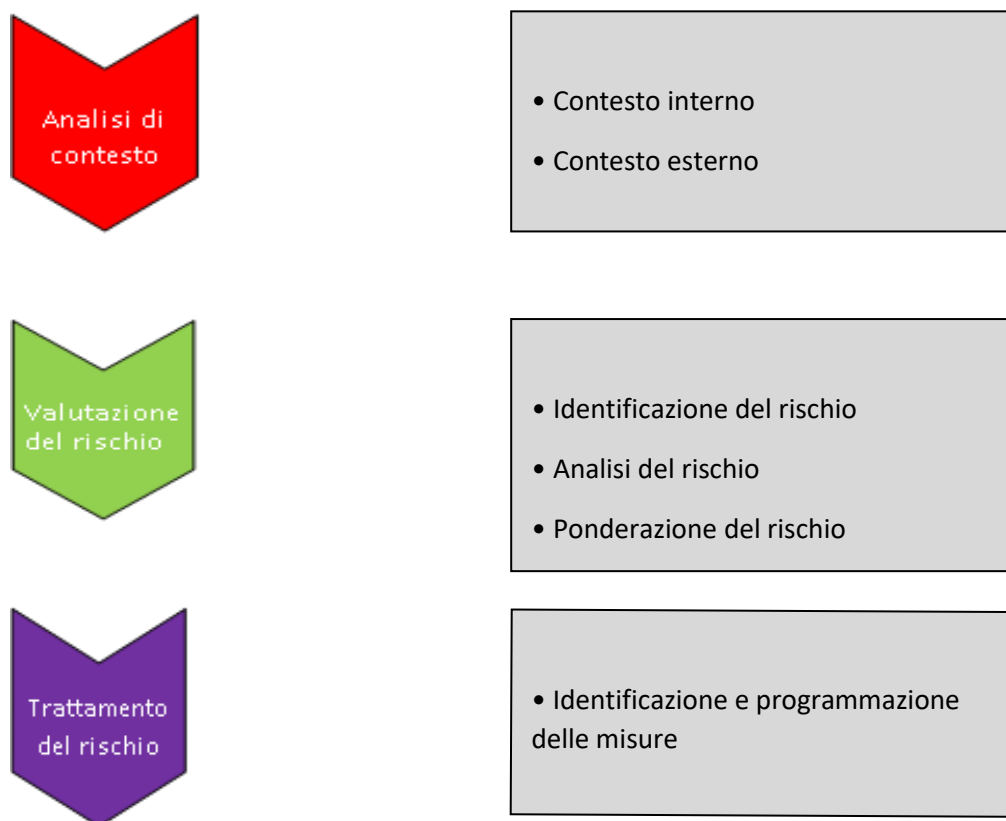 Analisi di
contesto
• Contesto interno
• Contesto esterno
Valutazione
del rischio
• Identificazione del rischio
• Analisi del rischio
• Ponderazione del rischio
Trattamento
del rischio
• Identificazione e programmazione
delle misure